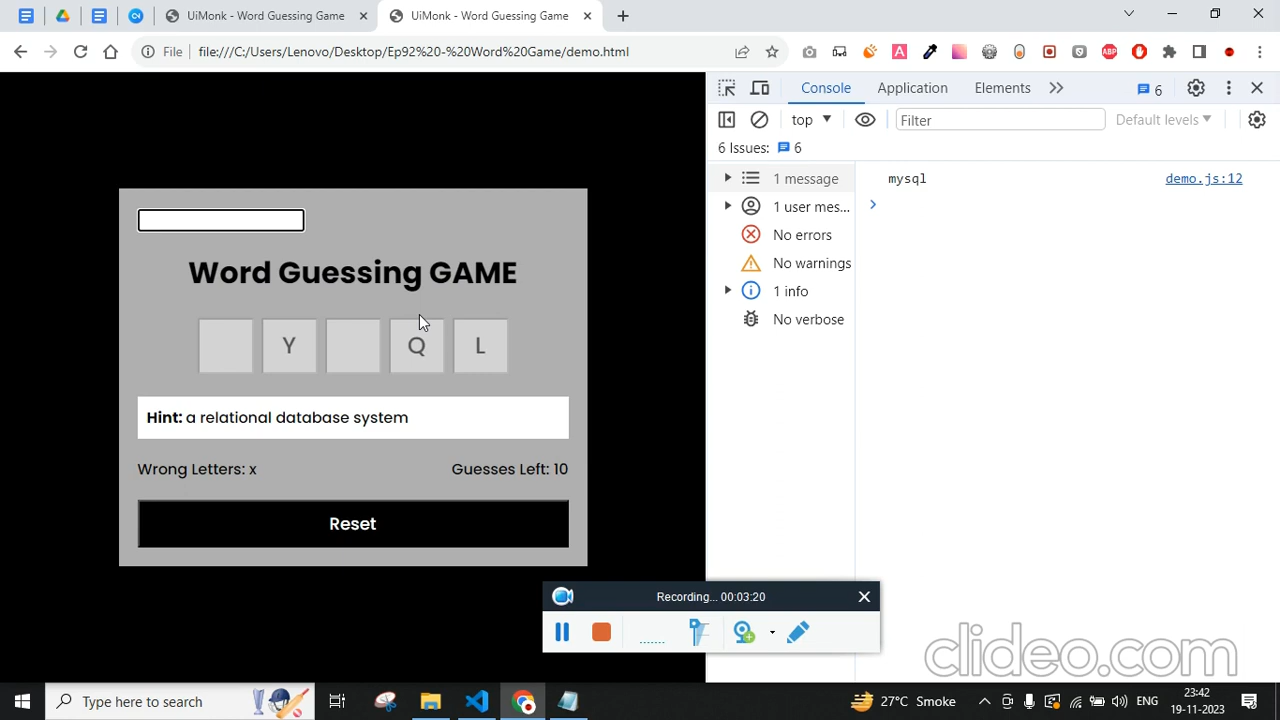 UiMonk - Word Guessing Game
UiMonk - Word Guessing Game
File
file:///C:/Users/Lenovo/Desktop/Ep92%20-%20Word%20Game/demo.html
Console
Application
Elements
6
top
Filter
Default levels
6 Issues: 6
1 message
1 user mes...
No errors
No warnings
1 info
No verbose
mysql
demo.js:12
Word Guessing GAME
Y Q L
Hint: a relational database system
Wrong Letters: x
Guesses Left: 10
Reset
Recording... 00:03:20
clideo.com
Type here to search
27°C Smoke
ENG
23:42
19-11-2023